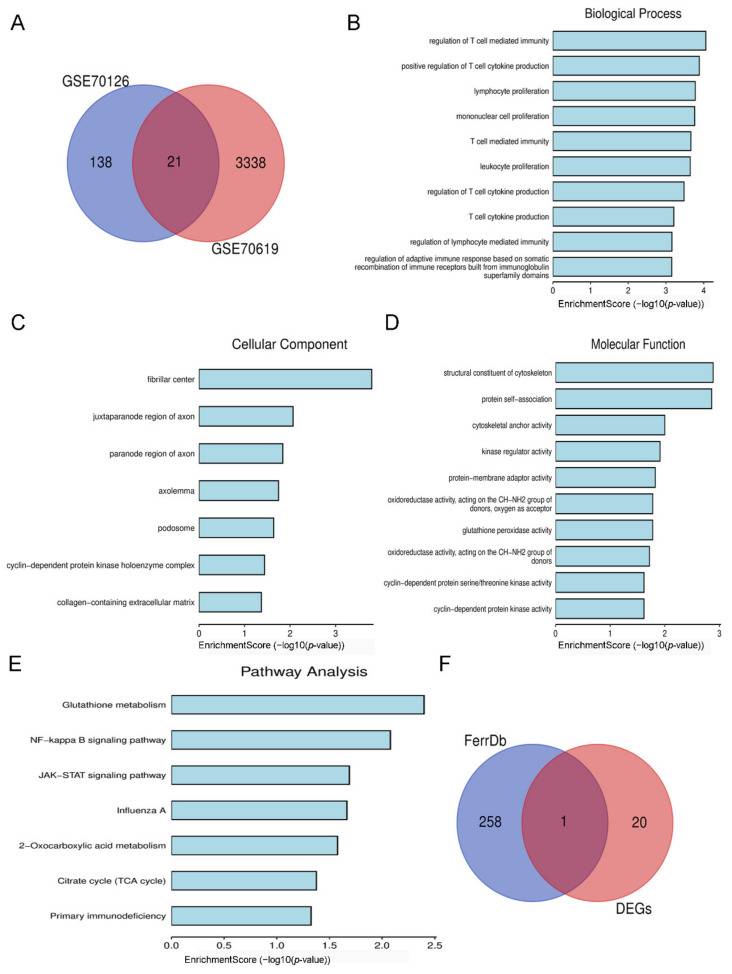 A
GSE70126
138
21
3338
GSE70619
B
Biological Process
regulation of T cell mediated immunity
positive regulation of T cell cytokine production
lymphocyte proliferation
mononuclear cell proliferation
T cell mediated immunity
leukocyte proliferation
regulation of T cell cytokine production
T cell cytokine production
regulation of lymphocyte mediated immunity
regulation of adaptive immune response based on somatic
recombination of immune receptors built from immunoglobulin
superfamily domains
0 1 2 3 4
EnrichmentScore (−log10(p-value))
C
Cellular Component
fibrillar center
juxtaparanode region of axon
paranode region of axon
axolemma
podosome
cyclin−dependent protein kinase holoenzyme complex
collagen−containing extracellular matrix
0 1 2 3
EnrichmentScore (−log10(p-value))
D
Molecular Function
structural constituent of cytoskeleton
protein self−association
cytoskeletal anchor activity
kinase regulator activity
protein−membrane adaptor activity
oxidoreductase activity, acting on the CH−NH2 group of
donors, oxygen as acceptor
glutathione peroxidase activity
oxidoreductase activity, acting on the CH−NH2 group of
donors
cyclin−dependent protein serine/threonine kinase activity
cyclin−dependent protein kinase activity
0 1 2 3
EnrichmentScore (−log10(p-value))
E
Pathway Analysis
Glutathione metabolism
NF−kappa B signaling pathway
JAK−STAT signaling pathway
Influenza A
2−Oxocarboxylic acid metabolism
Citrate cycle (TCA cycle)
Primary immunodeficiency
0.0 0.5 1.0 1.5 2.0 2.5
EnrichmentScore (−log10(p-value))
F
FerrDb
258
1
20
DEGs